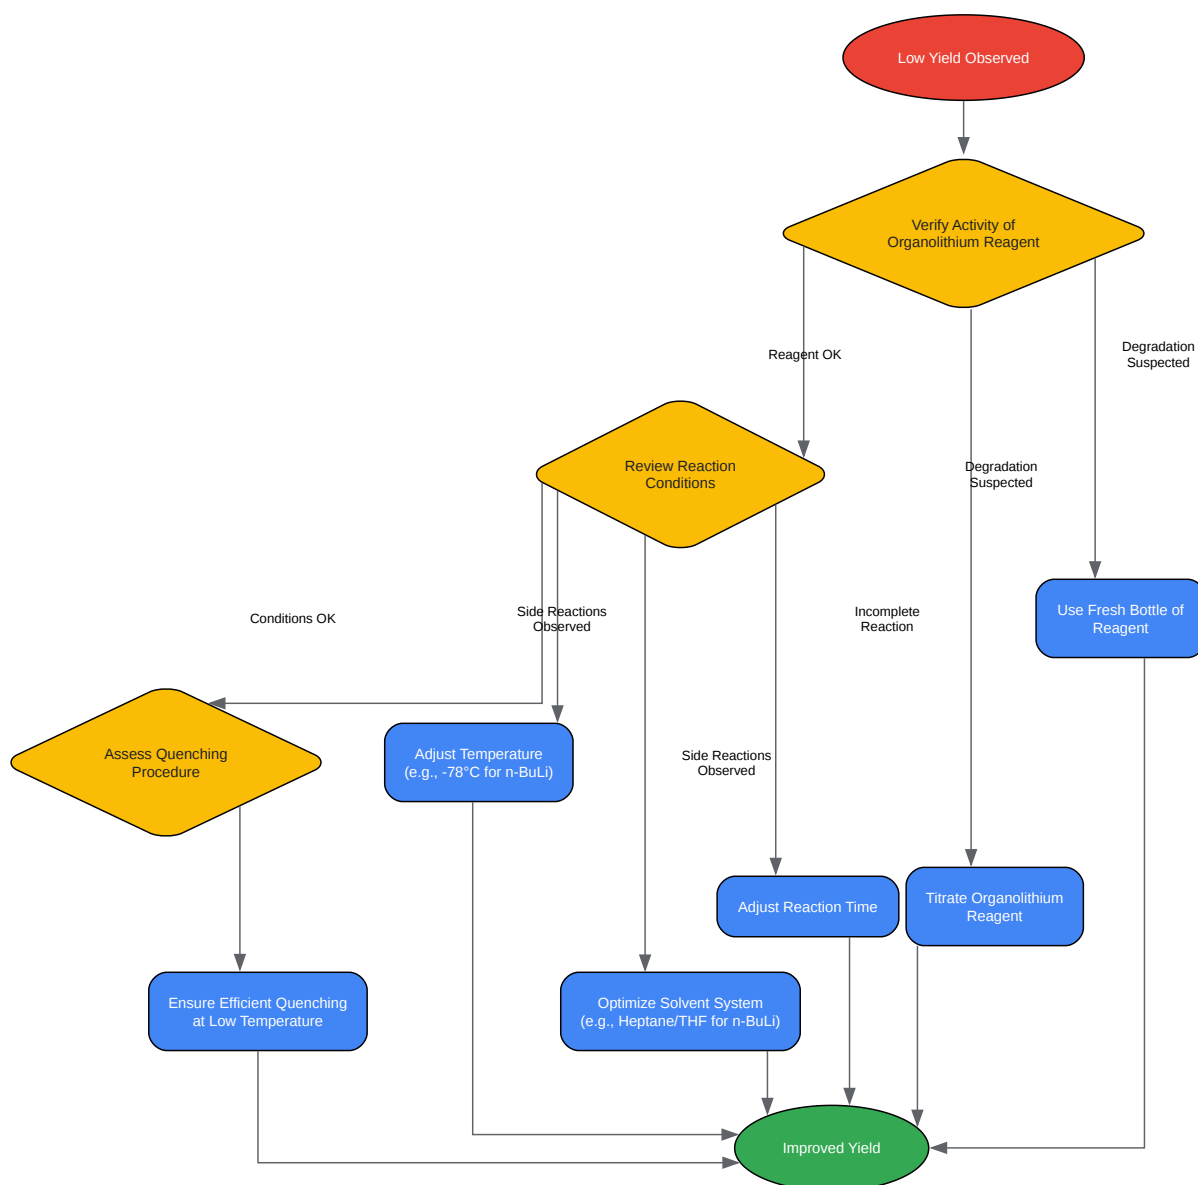 Low Yield Observed
Verify Activity of
Organolithium Reagent
Reagent OK
Degradation
Suspected
Review Reaction
Conditions
Degradation
Suspected
Conditions OK
Side Reactions
Observed
Incomplete
Reaction
Use Fresh Bottle of
Reagent
Assess Quenching
Procedure
Adjust Temperature
(e.g., -78°C for n-BuLi)
Side Reactions
Observed
Adjust Reaction Time
Titrate Organolithium
Reagent
Ensure Efficient Quenching
at Low Temperature
Optimize Solvent System
(e.g., Heptane/THF for n-BuLi)
Improved Yield